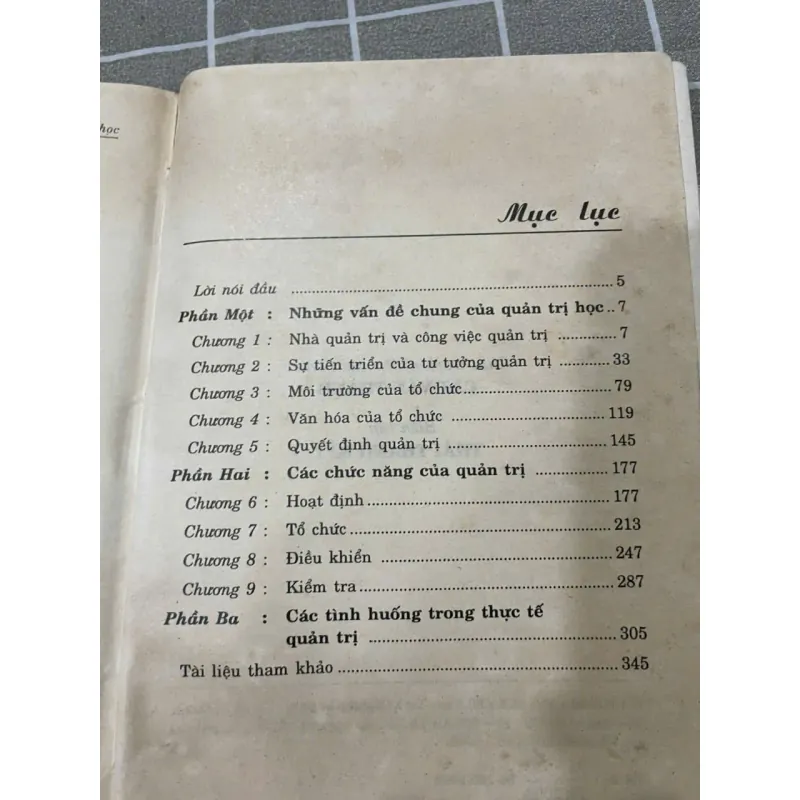 học
Mục lục
Lời nói đầu ........ 5
Phần Một : Những vấn đề chung của quản trị học .. 7
Chương 1 : Nhà quản trị và công việc quản trị ........ 7
Chương 2 : Sự tiến triển của tư tưởng quản trị ........ 33
Chương 3 : Môi trường của tổ chức ........ 79
Chương 4 : Văn hóa của tổ chức ........ 119
Chương 5 : Quyết định quản trị ........ 145
Phần Hai : Các chức năng của quản trị ........ 177
Chương 6 : Hoạt định ........ 177
Chương 7 : Tổ chức ........ 213
Chương 8 : Điều khiển ........ 247
Chương 9 : Kiểm tra ........ 287
Phần Ba : Các tình huống trong thực tế
quản trị ........ 305
Tài liệu tham khảo ........ 345